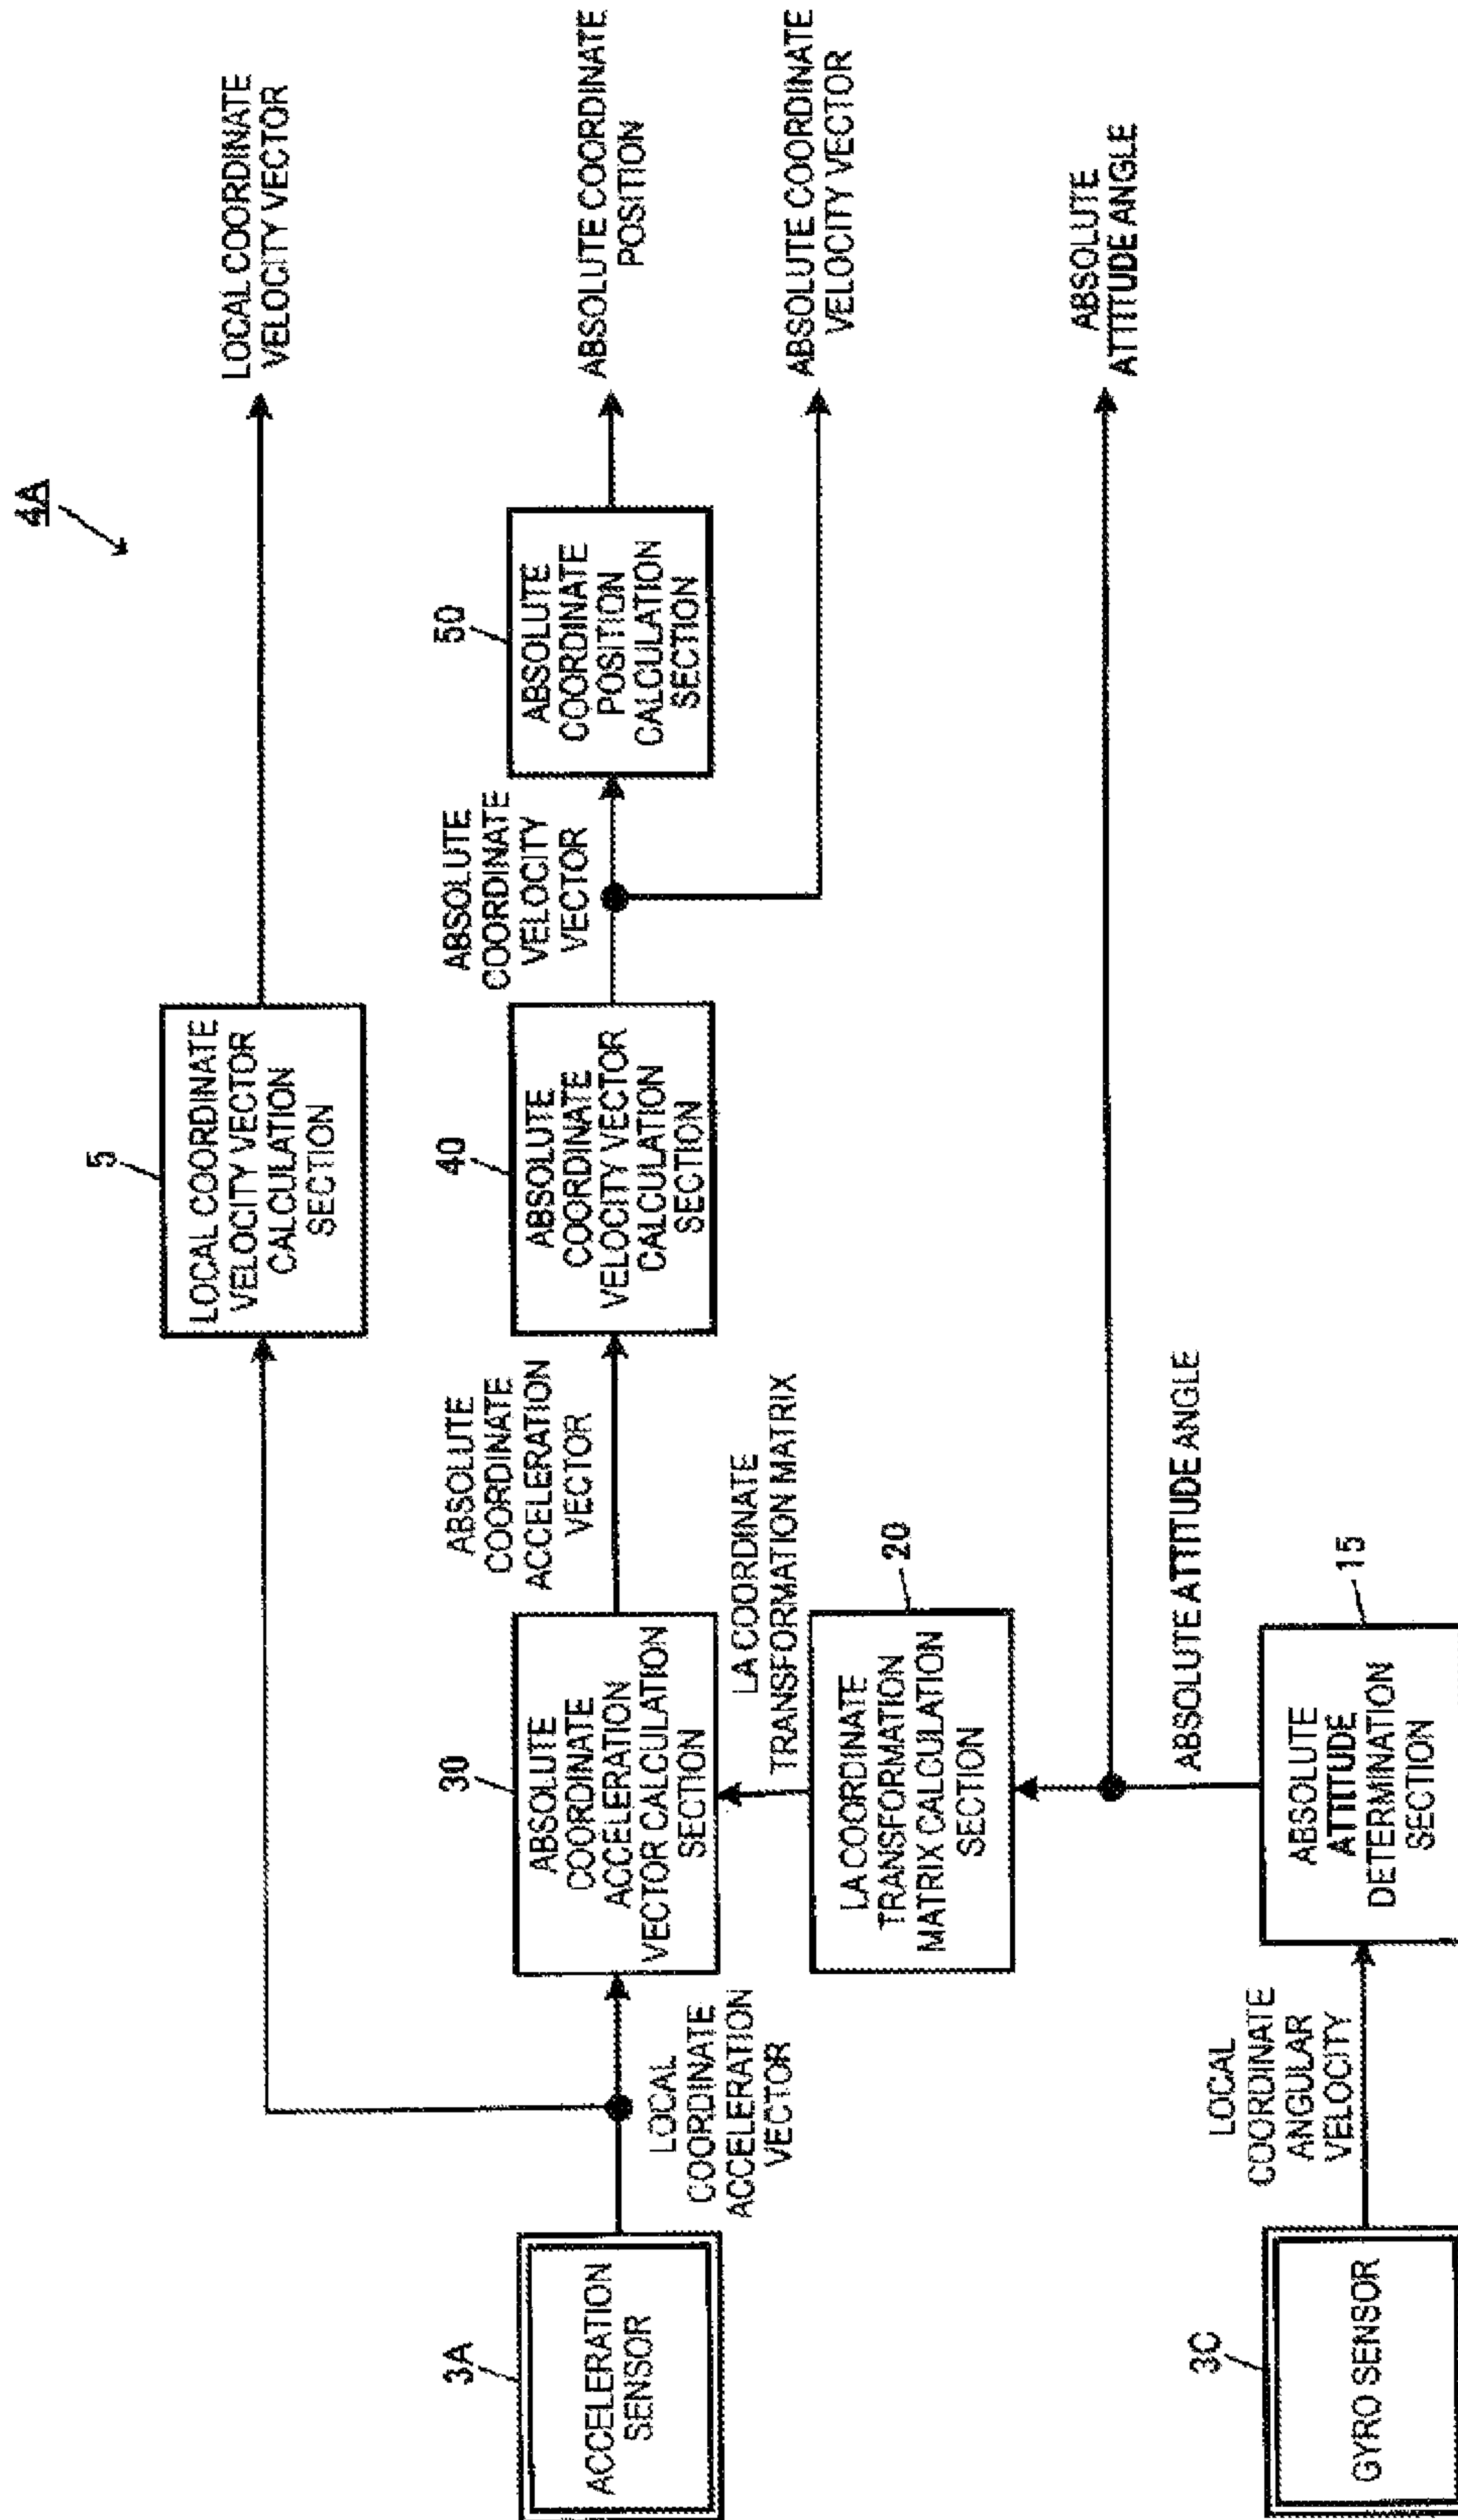 4A
5
LOCAL COORDINATE
VELOCITY VECTOR
CALCULATION
SECTION
LOCAL COORDINATE
VELOCITY VECTOR
3A
ACCELERATION
SENSOR
LOCAL
COORDINATE
ACCELERATION
VECTOR
30
ABSOLUTE
COORDINATE
ACCELERATION
VECTOR CALCULATION
SECTION
ABSOLUTE
COORDINATE
ACCELERATION
VECTOR
40
ABSOLUTE
COORDINATE
VELOCITY VECTOR
CALCULATION
SECTION
ABSOLUTE
COORDINATE
VELOCITY
VECTOR
50
ABSOLUTE
COORDINATE
POSITION
CALCULATION
SECTION
ABSOLUTE COORDINATE
POSITION
ABSOLUTE COORDINATE
VELOCITY VECTOR
LA COORDINATE
TRANSFORMATION MATRIX
20
LA COORDINATE
TRANSFORMATION
MATRIX CALCULATION
SECTION
ABSOLUTE
ATTITUDE ANGLE
ABSOLUTE ATTITUDE ANGLE
3C
GYRO SENSOR
LOCAL
COORDINATE
ANGULAR
VELOCITY
15
ABSOLUTE
ATTITUDE
DETERMINATION
SECTION